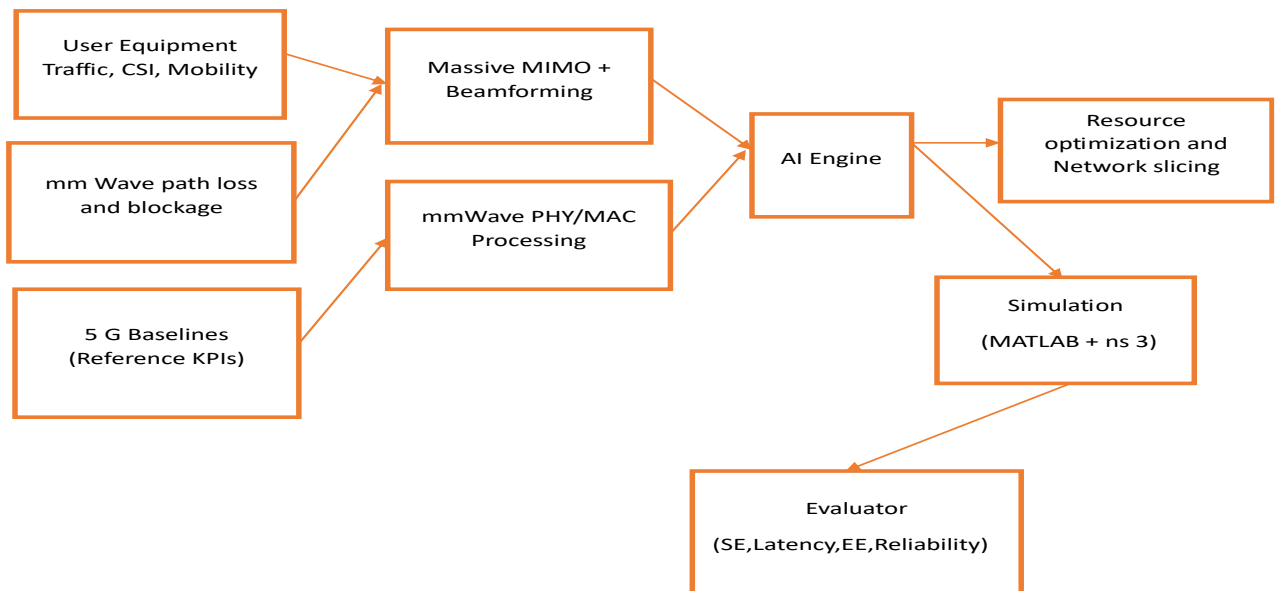 User Equipment
Traffic, CSI, Mobility
mm Wave path loss
and blockage
5 G Baselines
(Reference KPIs)
Massive MIMO +
Beamforming
mmWave PHY/MAC
Processing
AI Engine
Resource
optimization and
Network slicing
Simulation
(MATLAB + ns 3)
Evaluator
(SE,Latency,EE,Reliability)